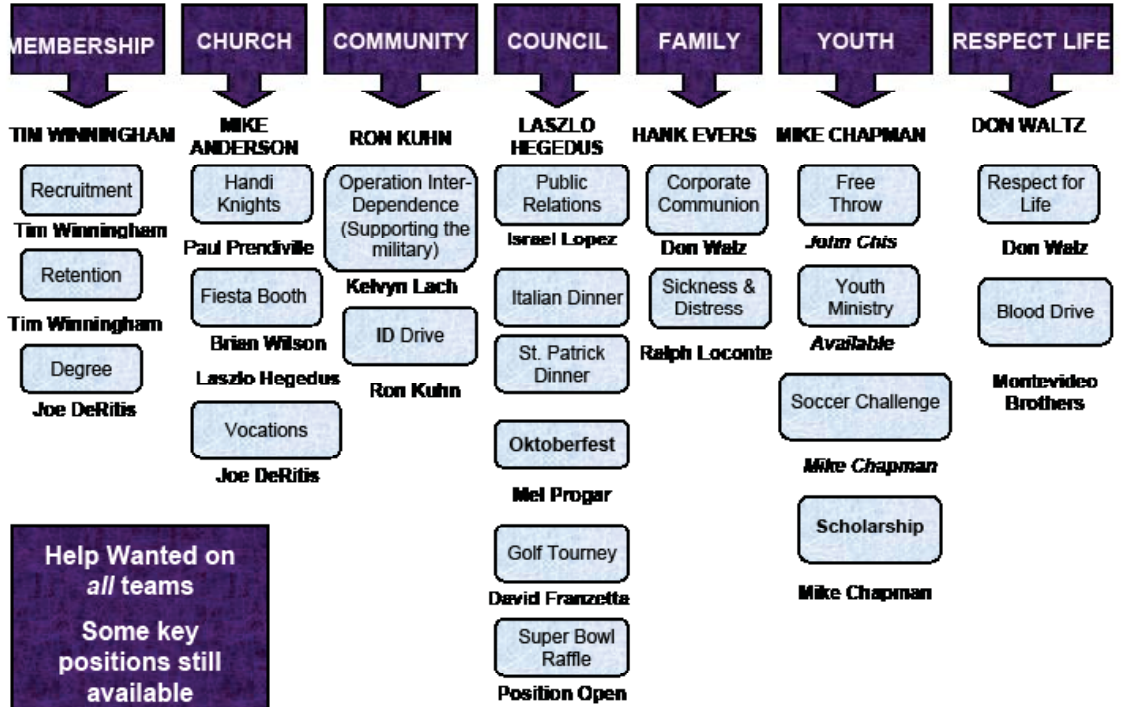 MEMBERSHIP
TIM WINNINGHAM
Recruitment
Tim Winningham
Retention
Tim Winningham
Degree
Joe DeRitis
CHURCH
MIKE
ANDERSON
Handi
Knights
Paul Prendiville
Fiesta Booth
Brian Wilson
Laszlo Hegedus
Vocations
Joe DeRitis
COMMUNITY
RON KUHN
Operation Inter-
Dependence
(Supporting the
military)
Kelvyn Lach
ID Drive
Ron Kuhn
COUNCIL
LASZLO
HEGEDUS
Public
Relations
Israel Lopez
Italian Dinner
St. Patrick
Dinner
Oktoberfest
Mel Progar
Golf Tourney
David Franzetta
Super Bowl
Raffle
Position Open
FAMILY
HANK EVERS
Corporate
Communion
Don Walz
Sickness &
Distress
Ralph Loconte
YOUTH
MIKE CHAPMAN
Free
Throw
John Chis
Youth
Ministry
Available
Soccer Challenge
Mike Chapman
Scholarship
Mike Chapman
RESPECT LIFE
DON WALTZ
Respect for
Life
Don Walz
Blood Drive
Montevideo
Brothers
Help Wanted on
all teams
Some key
positions still
available